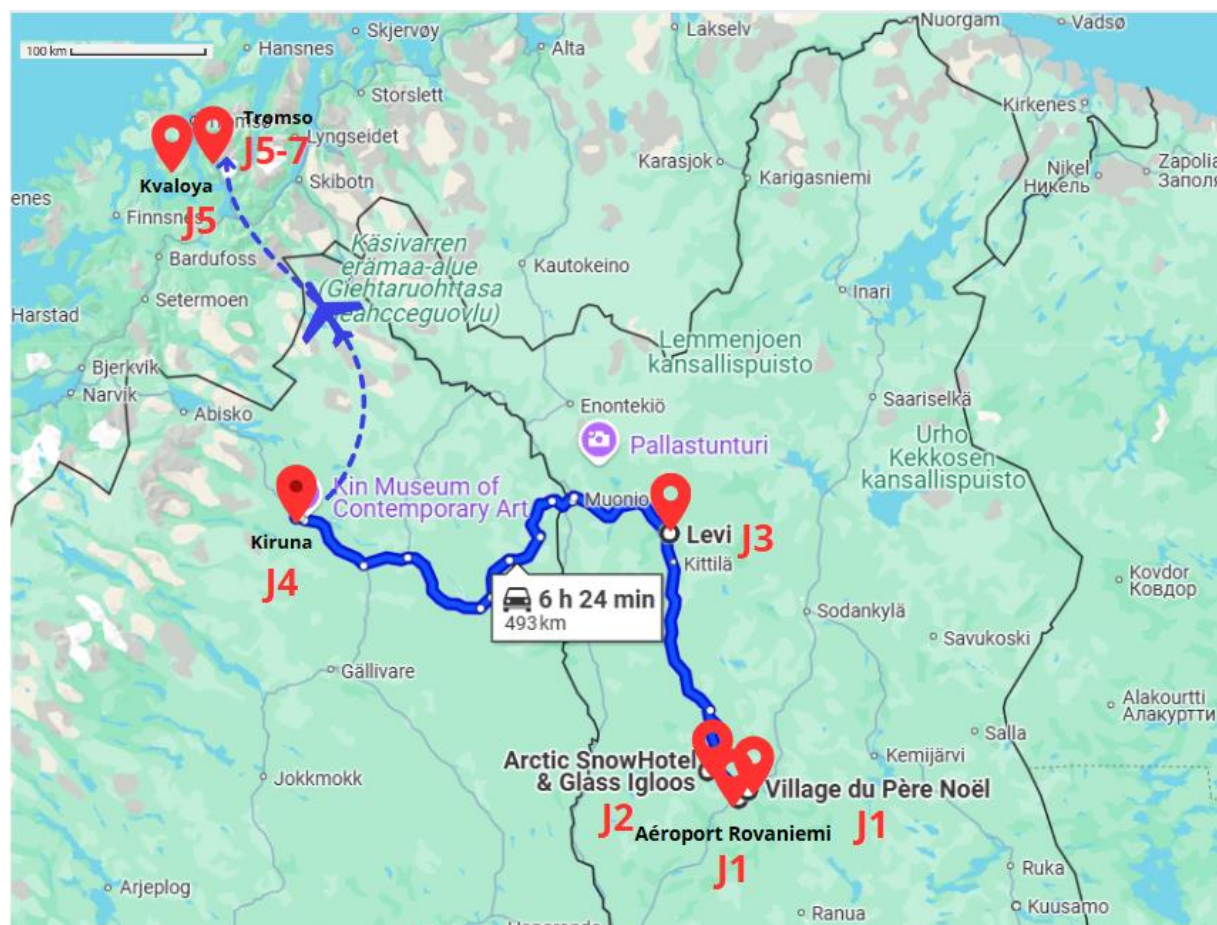 100 km
Hansnes
Skjervøy
Alta
Lakselv
Nuorgam
Vadsø
Storslett
Kirkenes
Tromso
Lyngseidet
J5-7
Karasjok
Karigasniemi
Nikel
Никель
Skibotn
Kvaloya
J5
Finnsnes
Bardufoss
Käsivarren
erämaa-alue
(Giehtaruohttasa
Kautokeino
Setermoen
Harstad
Inari
Lemmenjoen
kansallispuisto
Bjerkvik
Narvik
Abisko
Enontekiö
Saariselkä
Pallastunturi
Urho
Kekkosen
kansallispuisto
Kin Museum of
Contemporary Art
Muonio
Kiruna
J4
Levi
J3
Kittilä
6 h 24 min
493 km
Kovdor
Ковдор
Sodankylä
Savukoski
Gällivare
Alakourtti
Алакуртти
Salla
Kemijärvi
Jokkmokk
Arctic SnowHotel
& Glass Igloos
J2
Village du Père Noël
J1
Aéroport Rovaniemi
J1
Ruka
Kuusamo
Arjeplog
Ranua